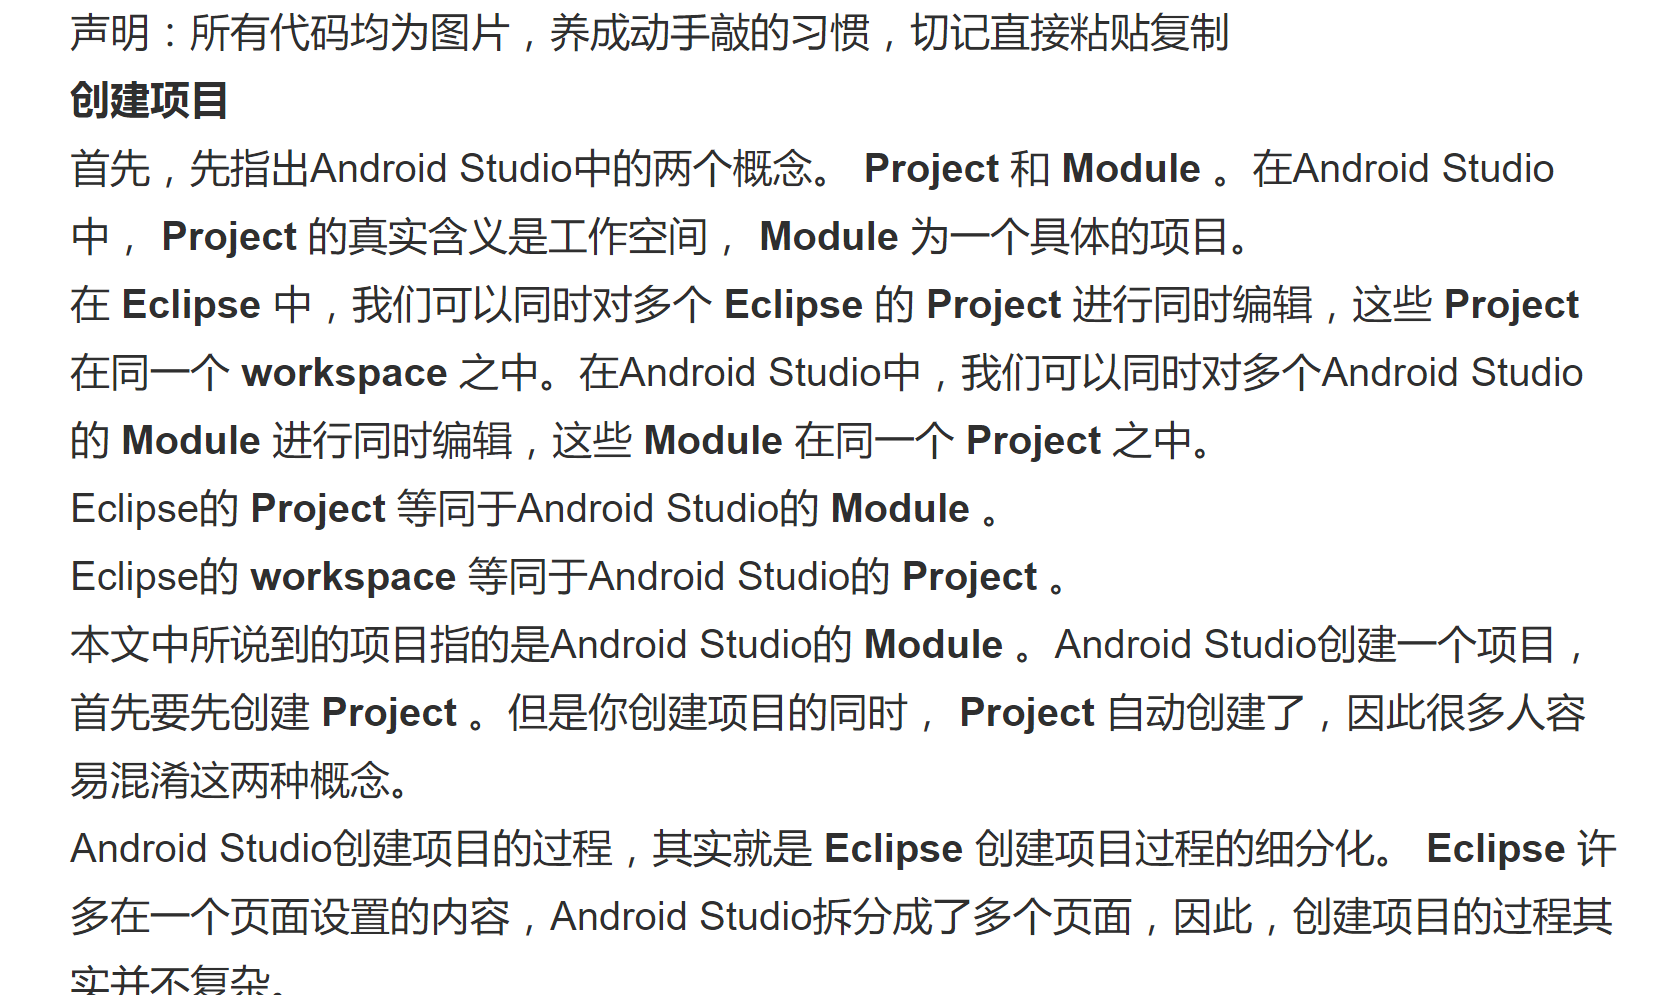 声明：所有代码均为图片，养成动手敲的习惯，切记直接粘贴复制
创建项目
首先，先指出Android Studio中的两个概念。 Project 和 Module 。在Android Studio
中， Project 的真实含义是工作空间， Module 为一个具体的项目。
在 Eclipse 中，我们可以同时对多个 Eclipse 的 Project 进行同时编辑，这些 Project
在同一个 workspace 之中。在Android Studio中，我们可以同时对多个Android Studio
的 Module 进行同时编辑，这些 Module 在同一个 Project 之中。
Eclipse的 Project 等同于Android Studio的 Module 。
Eclipse的 workspace 等同于Android Studio的 Project 。
本文中所说到的项目指的是Android Studio的 Module 。Android Studio创建一个项目，
首先要先创建 Project 。但是你创建项目的同时， Project 自动创建了，因此很多人容
易混淆这两种概念。
Android Studio创建项目的过程，其实就是 Eclipse 创建项目过程的细分化。 Eclipse 许
多在一个页面设置的内容，Android Studio拆分成了多个页面，因此，创建项目的过程其
实并不复杂。